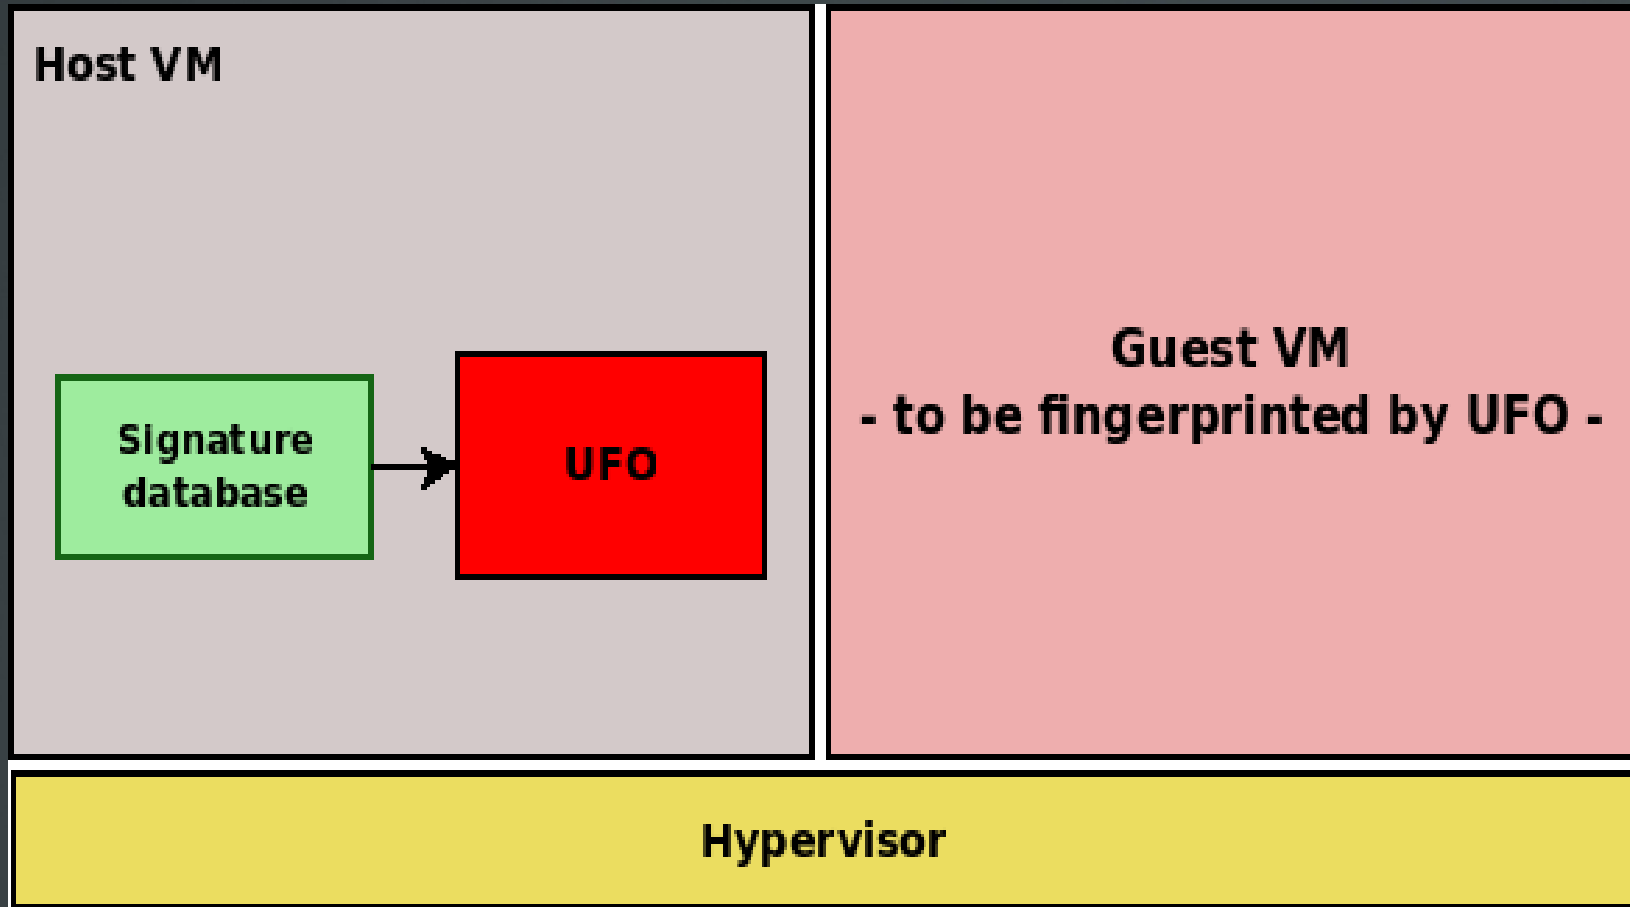 Host VM
Signature
database
UFO
Guest VM
- to be fingerprinted by UFO -
Hypervisor